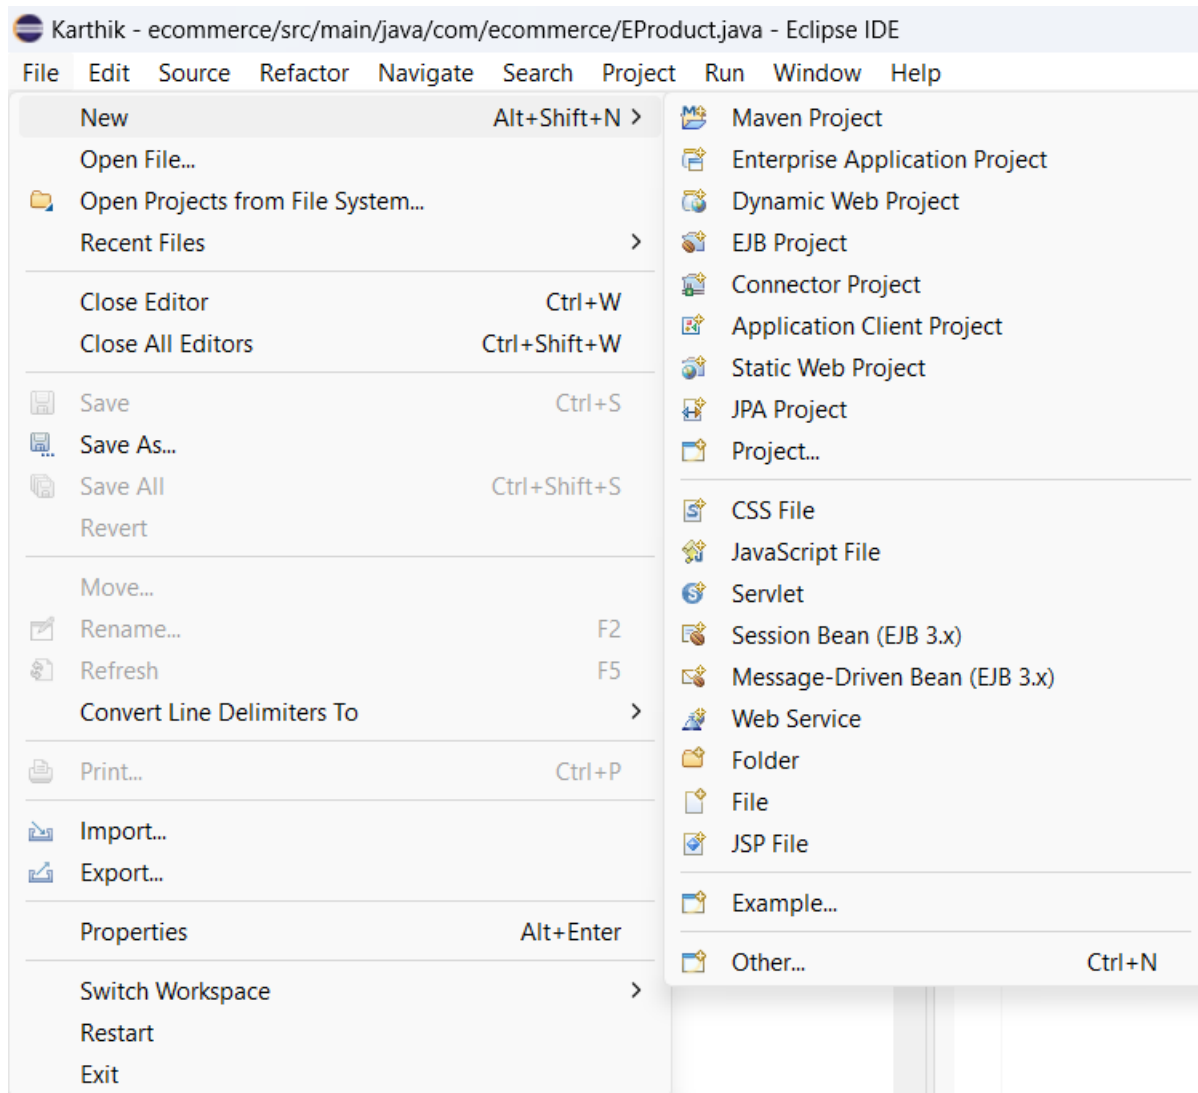 Karthik - ecommerce/src/main/java/com/ecommerce/EProduct.java - Eclipse IDE
File Edit Source Refactor Navigate Search Project Run Window Help
New Alt+Shift+N
Open File...
Open Projects from File System...
Recent Files
Close Editor Ctrl+W
Close All Editors Ctrl+Shift+W
Save Ctrl+S
Save As...
Save All Ctrl+Shift+S
Revert
Move...
Rename... F2
Refresh F5
Convert Line Delimiters To
Print... Ctrl+P
Import...
Export...
Properties Alt+Enter
Switch Workspace
Restart
Exit
Maven Project
Enterprise Application Project
Dynamic Web Project
EJB Project
Connector Project
Application Client Project
Static Web Project
JPA Project
Project...
CSS File
JavaScript File
Servlet
Session Bean (EJB 3.x)
Message-Driven Bean (EJB 3.x)
Web Service
Folder
File
JSP File
Example...
Other... Ctrl+N